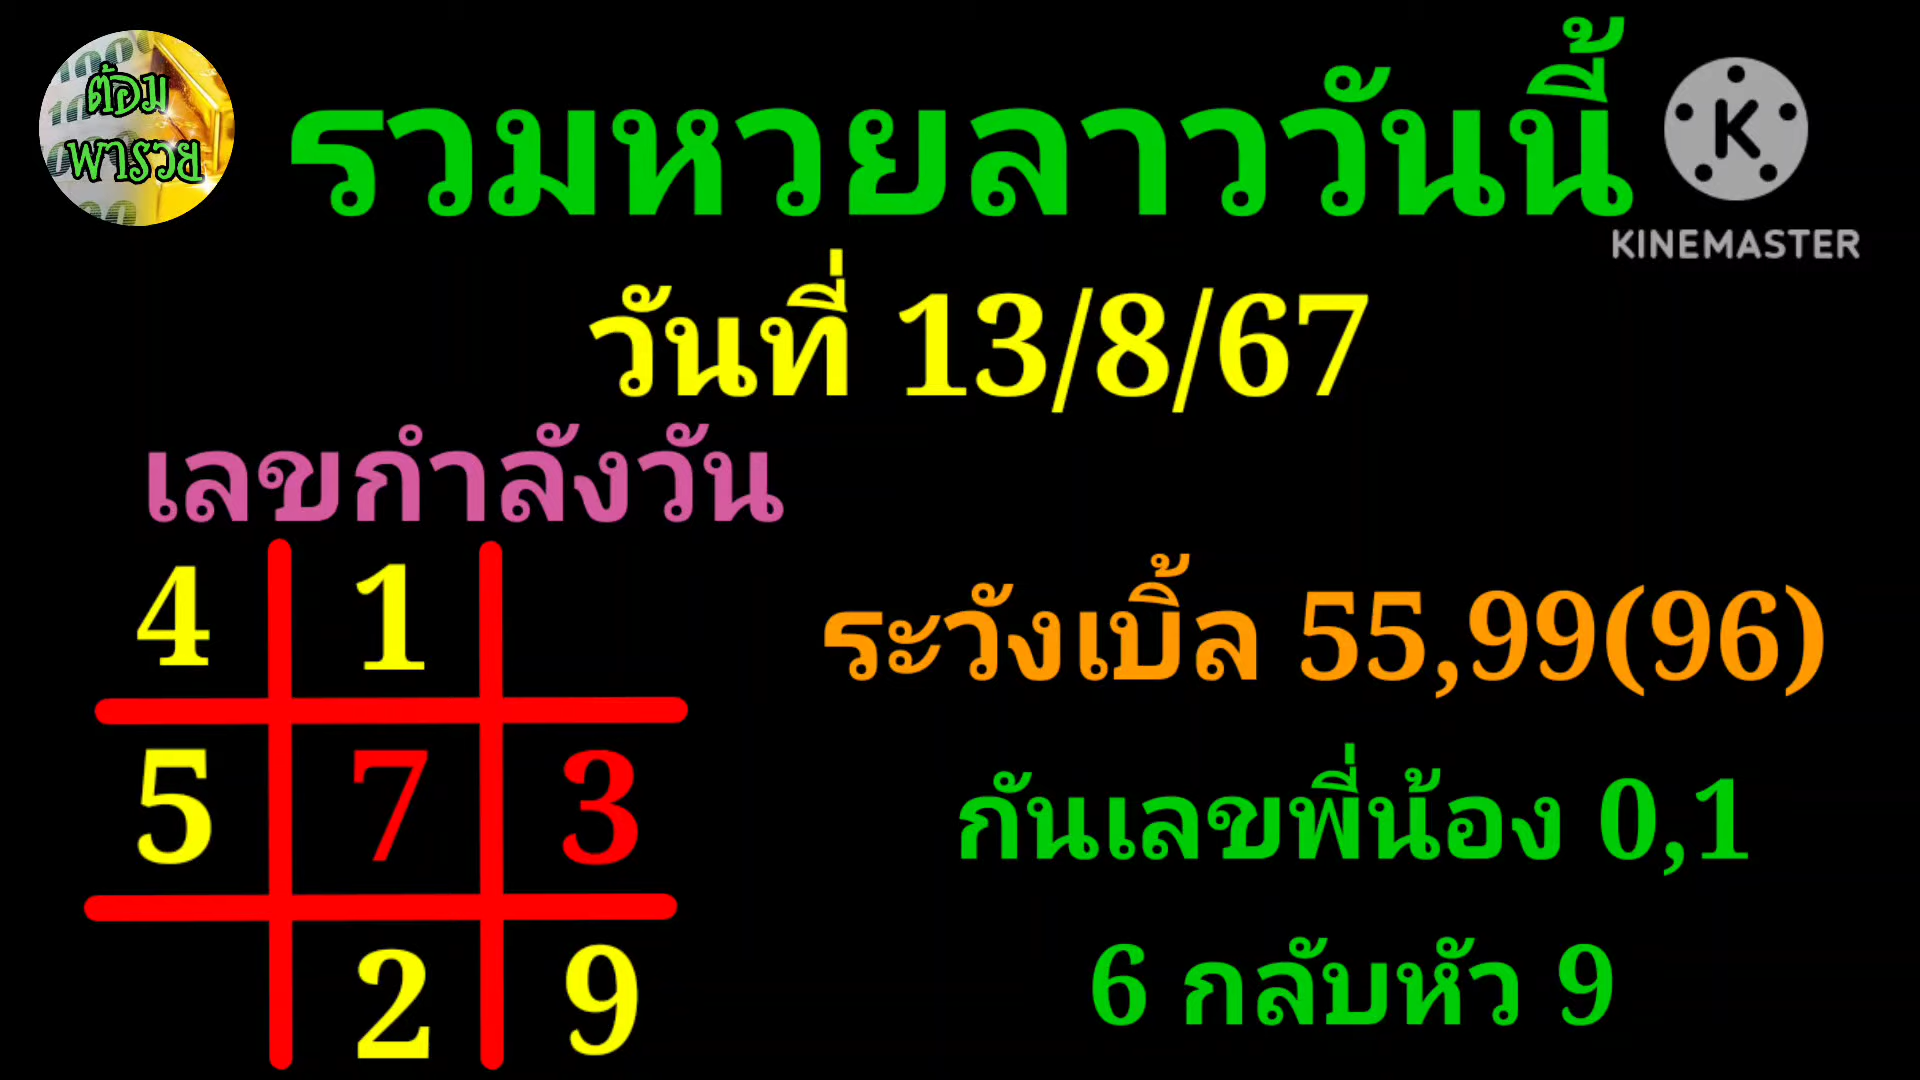 ต้อม
พารวย
รวมหวยลาววันนี้
KINEMASTER
วันที่ 13/8/67
เลขกำลังวัน
4 1
5 7 3
2 9
ระวังเบิ้ล 55,99(96)
กันเลขพี่น้อง 0,1
6 กลับหัว 9